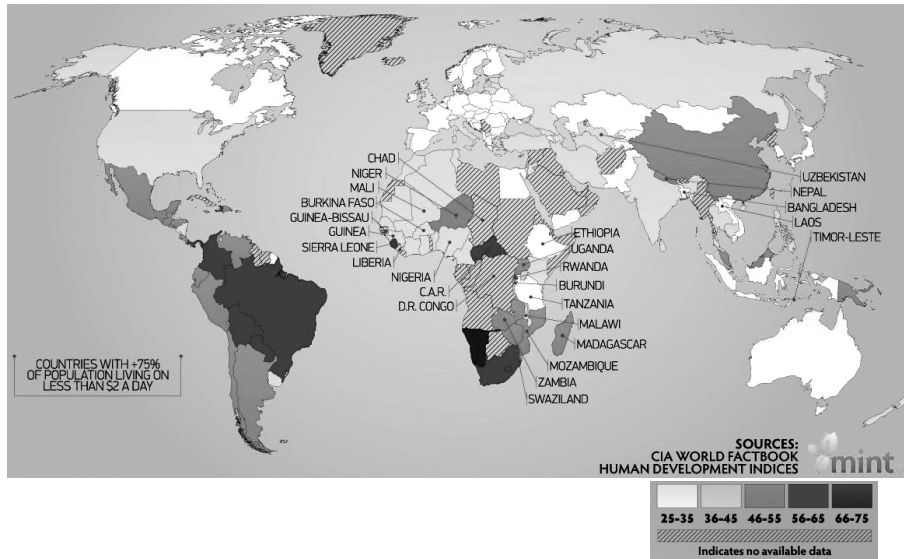 CHAD
NIGER
MALI
BURKINA FASO
GUINEA-BISSAU
GUINEA
SIERRA LEONE
LIBERIA
NIGERIA
C.A.R.
D.R. CONGO
ETHIOPIA
UGANDA
RWANDA
BURUNDI
TANZANIA
MALAWI
MADAGASCAR
MOZAMBIQUE
ZAMBIA
SWAZILAND
UZBEKISTAN
NEPAL
BANGLADESH
LAOS
TIMOR-LESTE
COUNTRIES WITH +75%
OF POPULATION LIVING ON
LESS THAN $2 A DAY
SOURCES:
CIA WORLD FACTBOOK
HUMAN DEVELOPMENT INDICES
mint
25-35 36-45 46-55 56-65 66-75
Indicates no available data